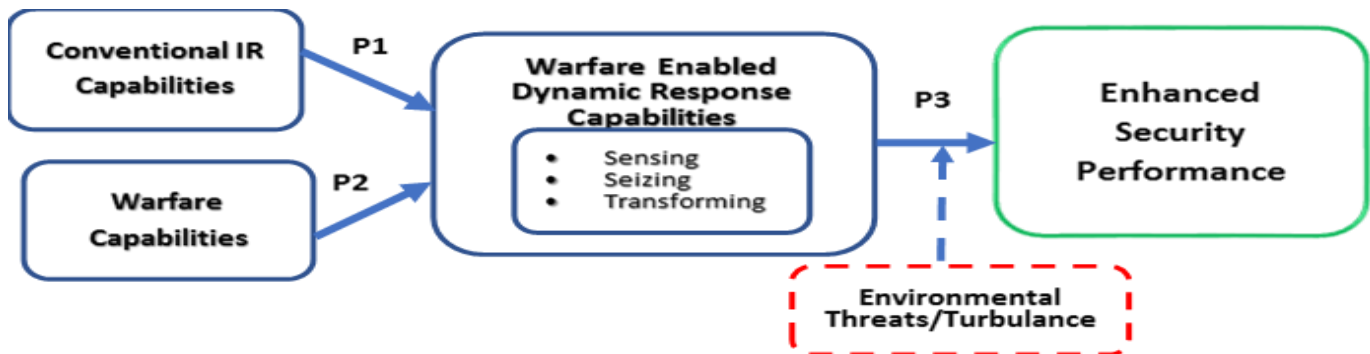 Conventional IR
Capabilities
P1
Warfare
Capabilities
P2
Warfare Enabled
Dynamic Response
Capabilities
• Sensing
• Seizing
• Transforming
P3
Enhanced
Security
Performance
Environmental
Threats/Turbulance